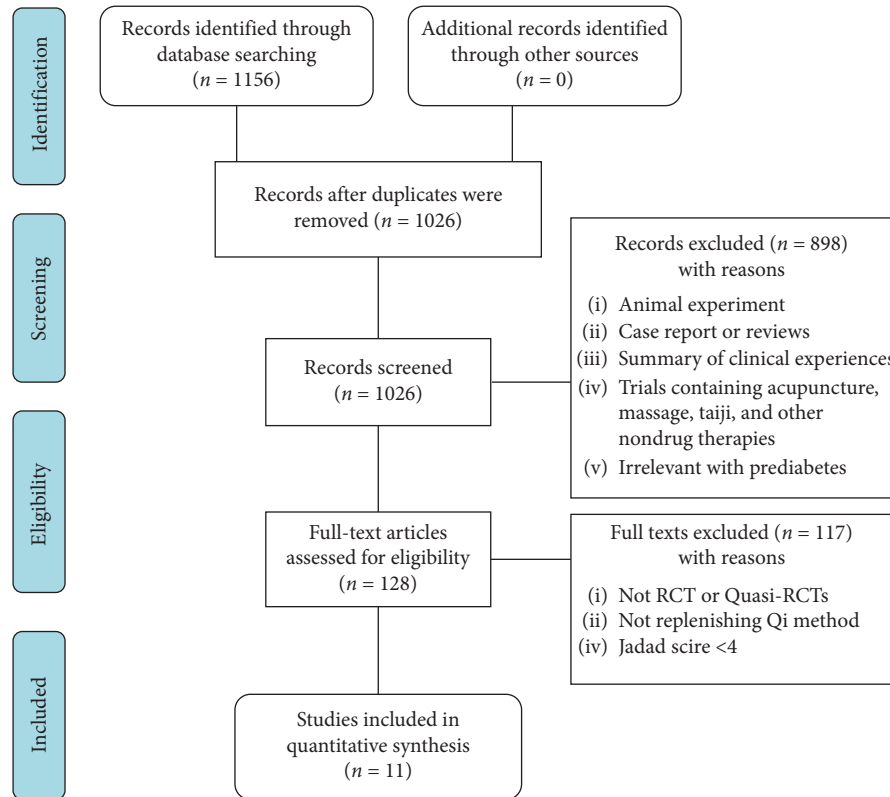 Identification
Records identified through
database searching
(n = 1156)
Additional records identified
through other sources
(n = 0)
Records after duplicates were
removed (n = 1026)
Screening
Records screened
(n = 1026)
Records excluded (n = 898)
with reasons
(i) Animal experiment
(ii) Case report or reviews
(iii) Summary of clinical experiences
(iv) Trials containing acupuncture,
massage, taiji, and other
nondrug therapies
(v) Irrelevant with prediabetes
Eligibility
Full-text articles
assessed for eligibility
(n = 128)
Full texts excluded (n = 117)
with reasons
(i) Not RCT or Quasi-RCTs
(ii) Not replenishing Qi method
(iv) Jadad scire <4
Included
Studies included in
quantitative synthesis
(n = 11)